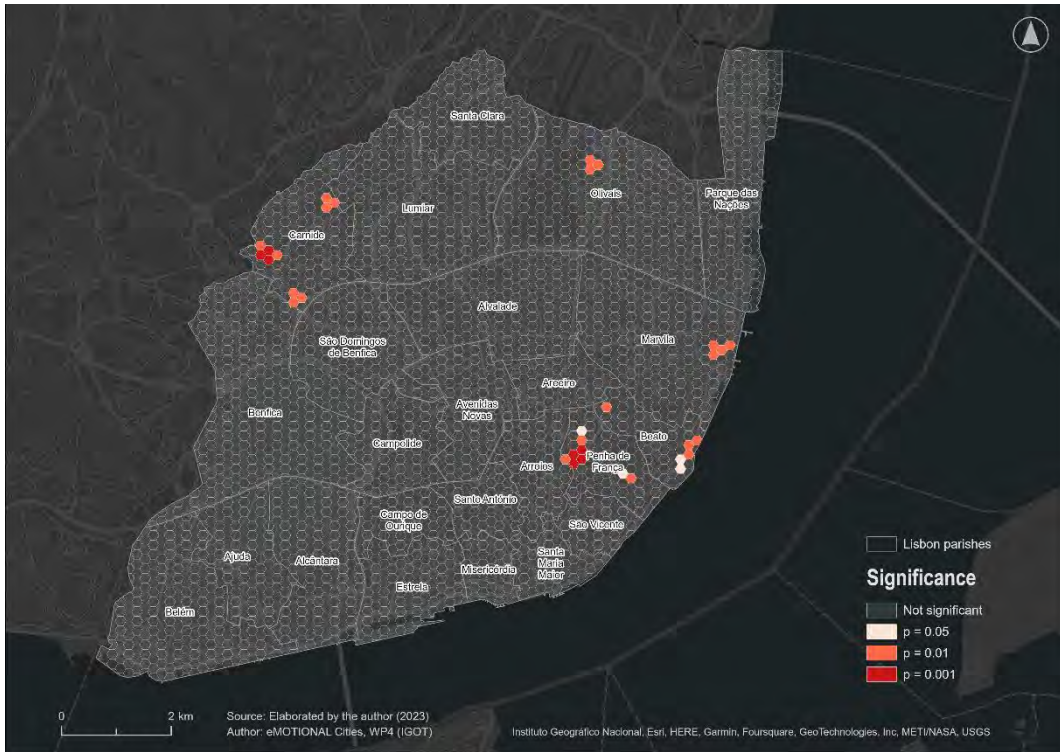 Santa Clara
Olivais
Parque das
Nações
Lumiar
Carnide
Alvalade
São Domingos
de Benfica
Marvila
Areeiro
Avenidas
Novas
Benfica
Campolide
Beato
Penha de
França
Arroios
Santo António
Campo de
Ourique
São Vicente
Ajuda
Alcântara
Santa
Maria
Maior
Misericórdia
Estrela
Belém
Lisbon parishes
Significance
Not significant
p = 0.05
p = 0.01
p = 0.001
0 2 km
Source: Elaborated by the author (2023)
Author: eMOTIONAL Cities, WP4 (IGOT)
Instituto Geográfico Nacional, Esri, HERE, Garmin, Foursquare, GeoTechnologies, Inc, METI/NASA, USGS